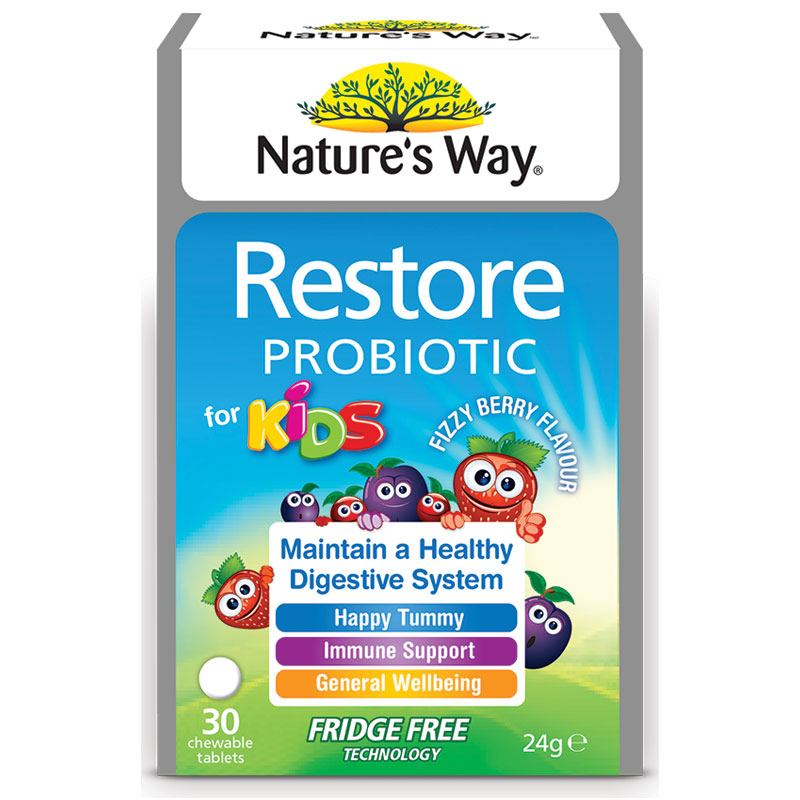 Nature's Way™
Nature's Way®
Restore
PROBIOTIC
for KiDS
FIZZY BERRY FLAVOUR
Maintain a Healthy
Digestive System
Happy Tummy
Immune Support
General Wellbeing
30
chewable
tablets
FRIDGE FREE
TECHNOLOGY
24g℮